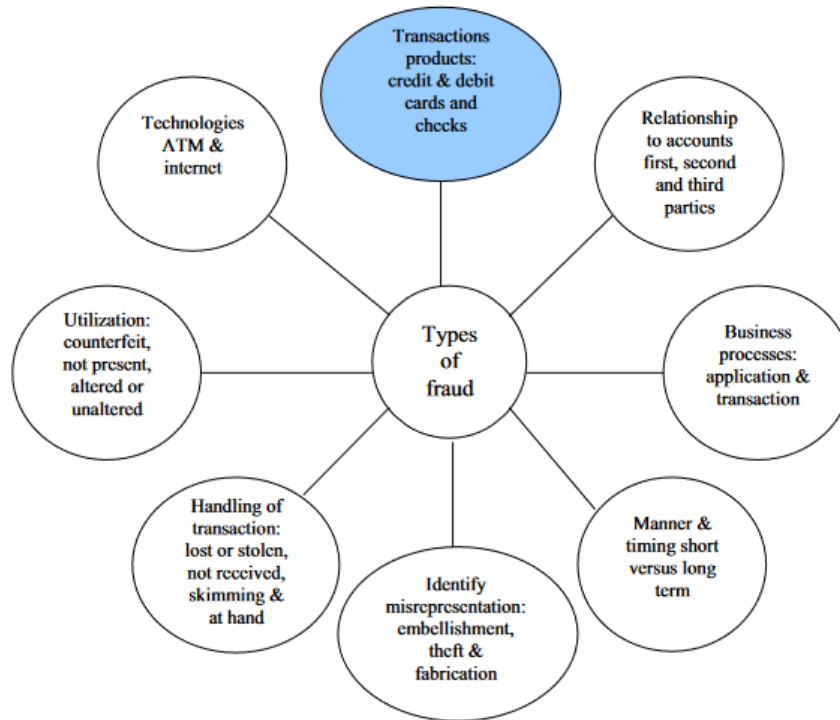 Transactions
products:
credit & debit
cards and
checks
Technologies
ATM &
internet
Relationship
to accounts
first, second
and third
parties
Utilization:
counterfeit,
not present,
altered or
unaltered
Types
of
fraud
Business
processes:
application &
transaction
Handling of
transaction:
lost or stolen,
not received,
skimming &
at hand
Identify
misrepresentation:
embellishment,
theft &
fabrication
Manner &
timing short
versus long
term